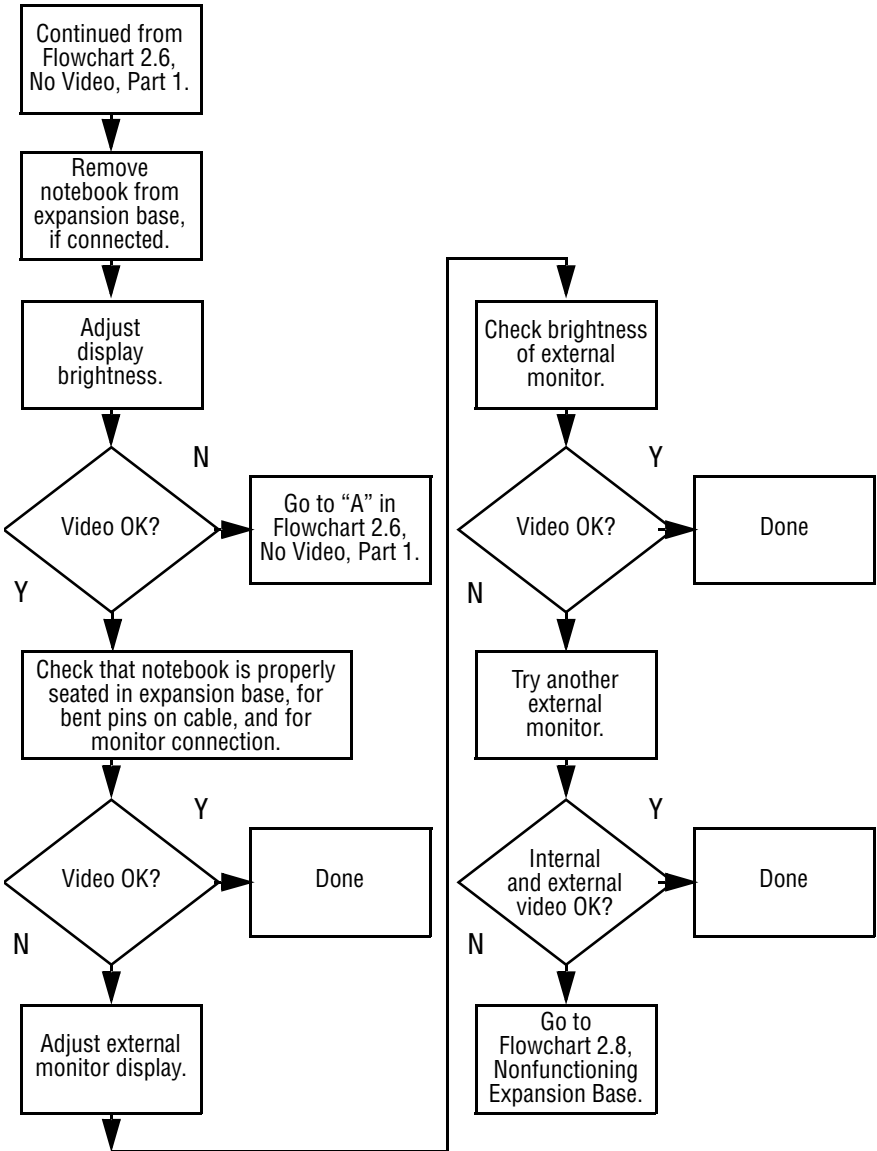 Continued from
Flowchart 2.6,
No Video, Part 1.
Remove
notebook from
expansion base,
if connected.
Adjust
display
brightness.
Video OK?
N
Go to “A” in
Flowchart 2.6,
No Video, Part 1.
Y
Check that notebook is properly
seated in expansion base, for
bent pins on cable, and for
monitor connection.
Video OK?
Y
Done
N
Adjust external
monitor display.
Check brightness
of external
monitor.
Video OK?
Y
Done
N
Try another
external
monitor.
Internal
and external
video OK?
Y
Done
N
Go to
Flowchart 2.8,
Nonfunctioning
Expansion Base.